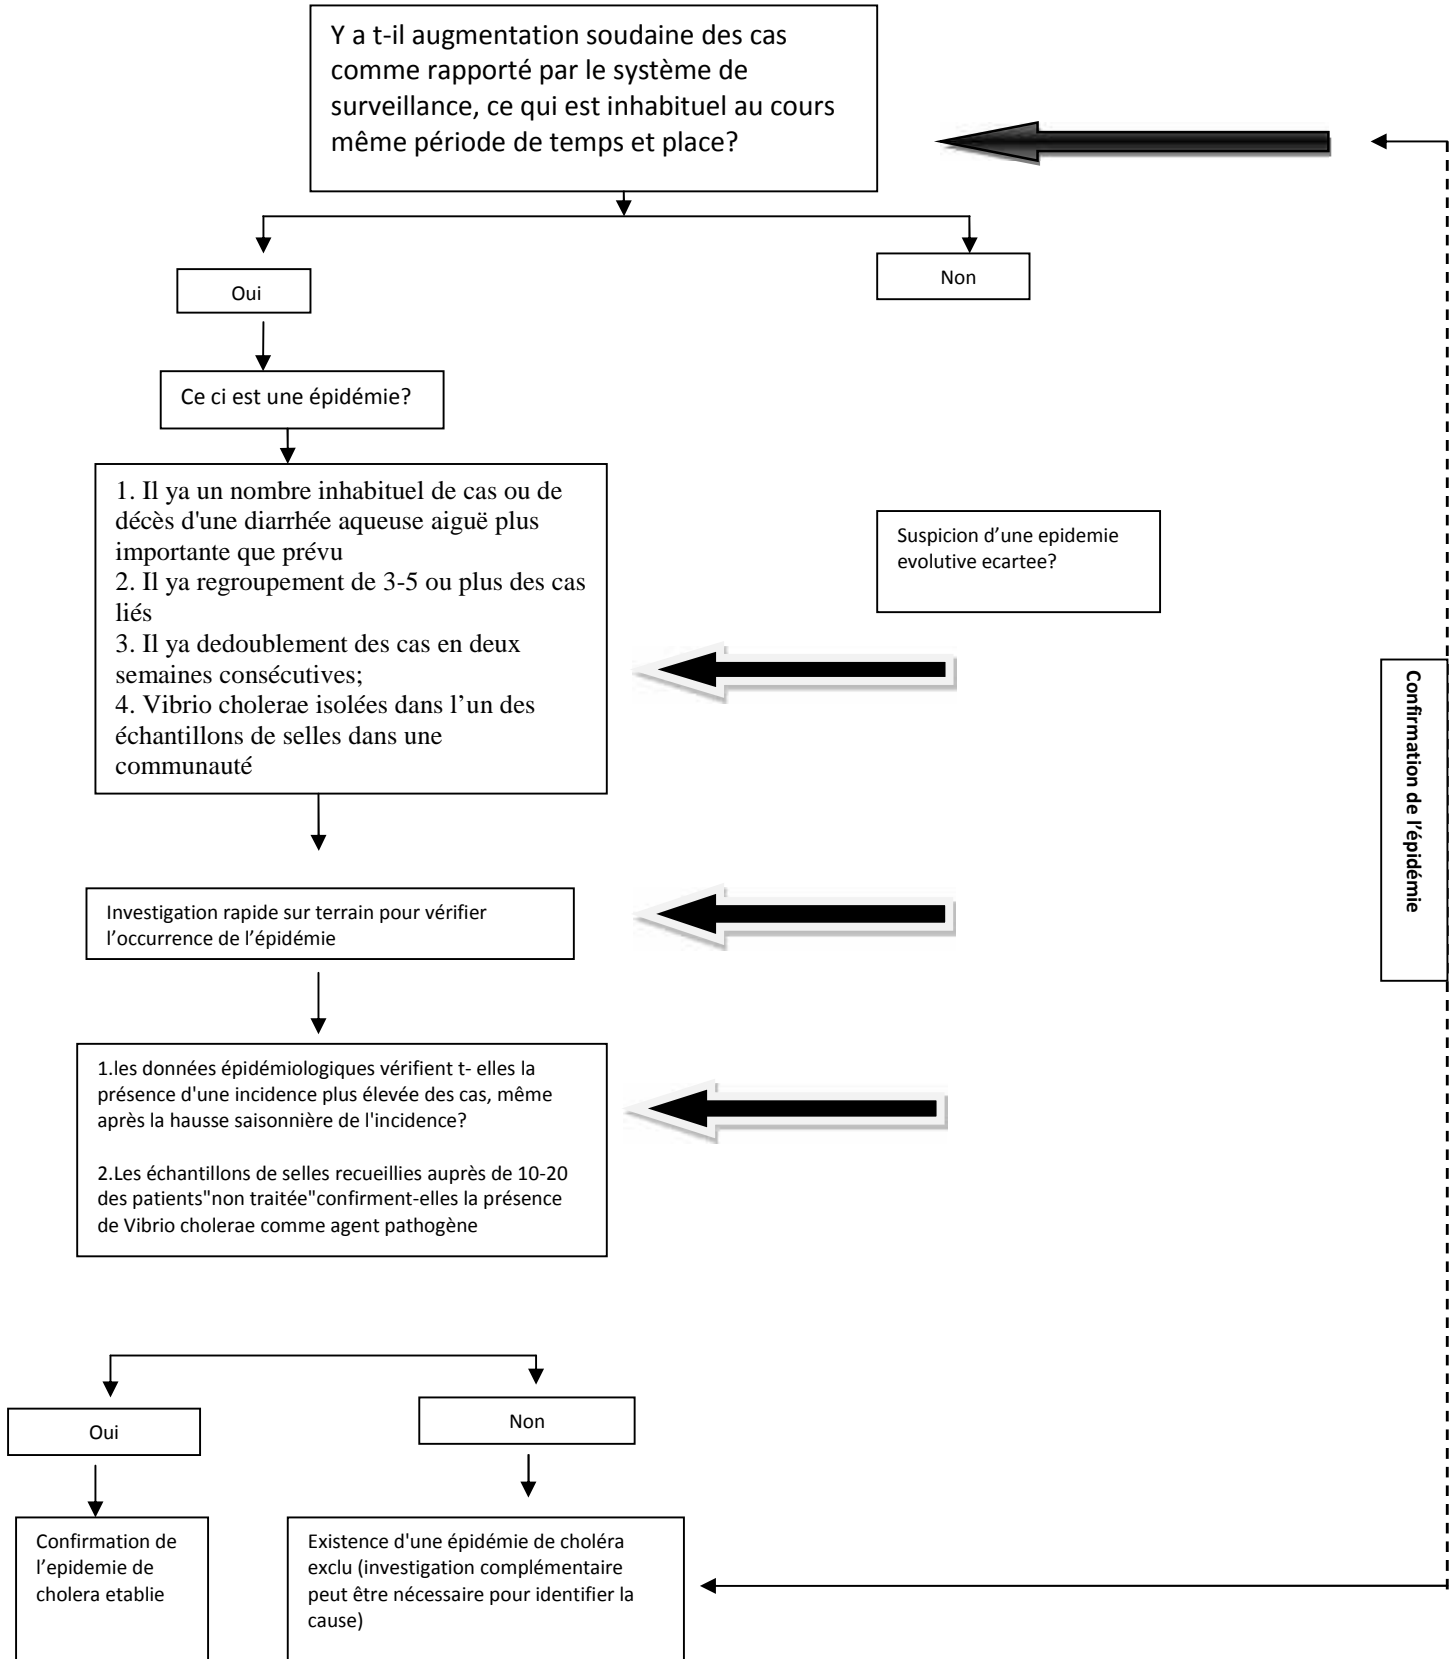 Y a t-il augmentation soudaine des cas
comme rapporté par le système de
surveillance, ce qui est inhabituel au cours
même période de temps et place?
Oui
Non
Ce ci est une épidémie?
1. Il ya un nombre inhabituel de cas ou de
décès d'une diarrhée aqueuse aiguë plus
importante que prévu
2. Il ya regroupement de 3-5 ou plus des cas
liés
3. Il ya dedoublement des cas en deux
semaines consécutives;
4. Vibrio cholerae isolées dans l’un des
échantillons de selles dans une
communauté
Suspicion d’une epidemie
evolutive ecartee?
Confirmation de l’épidémie
Investigation rapide sur terrain pour vérifier
l’occurrence de l’épidémie
1.les données épidémiologiques vérifient t- elles la
présence d'une incidence plus élevée des cas, même
après la hausse saisonnière de l'incidence?
2.Les échantillons de selles recueillies auprès de 10-20
des patients"non traitée"confirment-elles la présence
de Vibrio cholerae comme agent pathogène
Oui
Non
Confirmation de
l’epidemie de
cholera etablie
Existence d'une épidémie de choléra
exclu (investigation complémentaire
peut être nécessaire pour identifier la
cause)